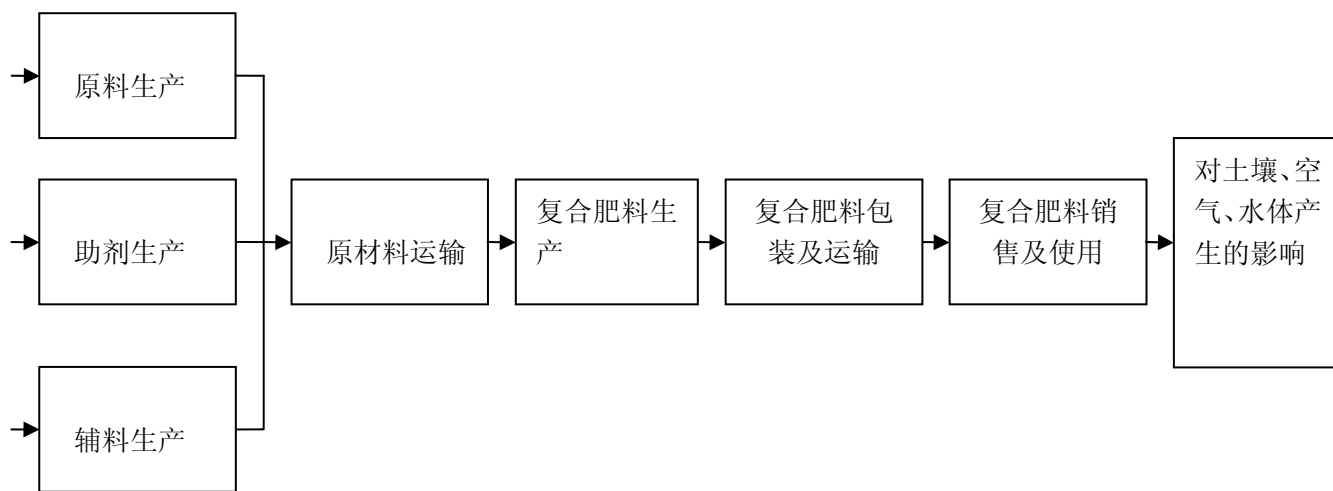 原料生产
助剂生产
辅料生产
原材料运输
复合肥料生
产
复合肥料包
装及运输
复合肥料销
售及使用
对土壤、空
气、水体产
生的影响